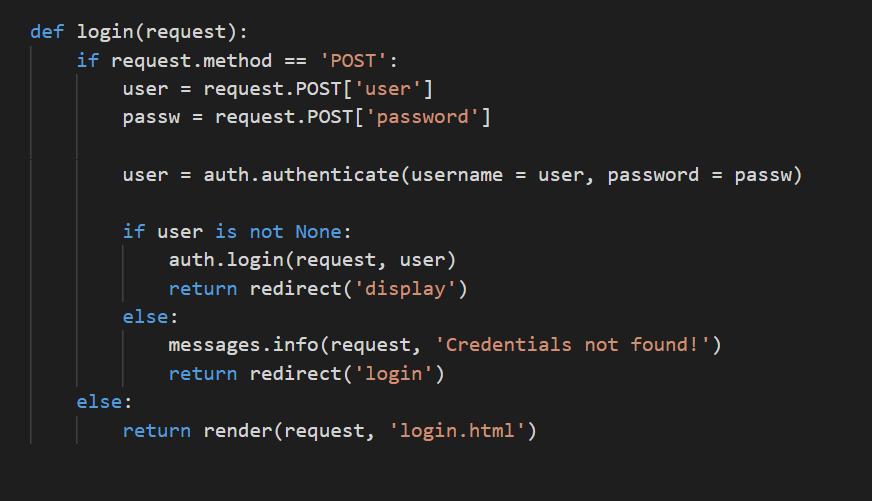 def login(request):
    if request.method == 'POST':
        user = request.POST['user']
        passw = request.POST['password']

        user = auth.authenticate(username = user, password = passw)

        if user is not None:
            auth.login(request, user)
            return redirect('display')
        else:
            messages.info(request, 'Credentials not found!')
            return redirect('login')
    else:
        return render(request, 'login.html')